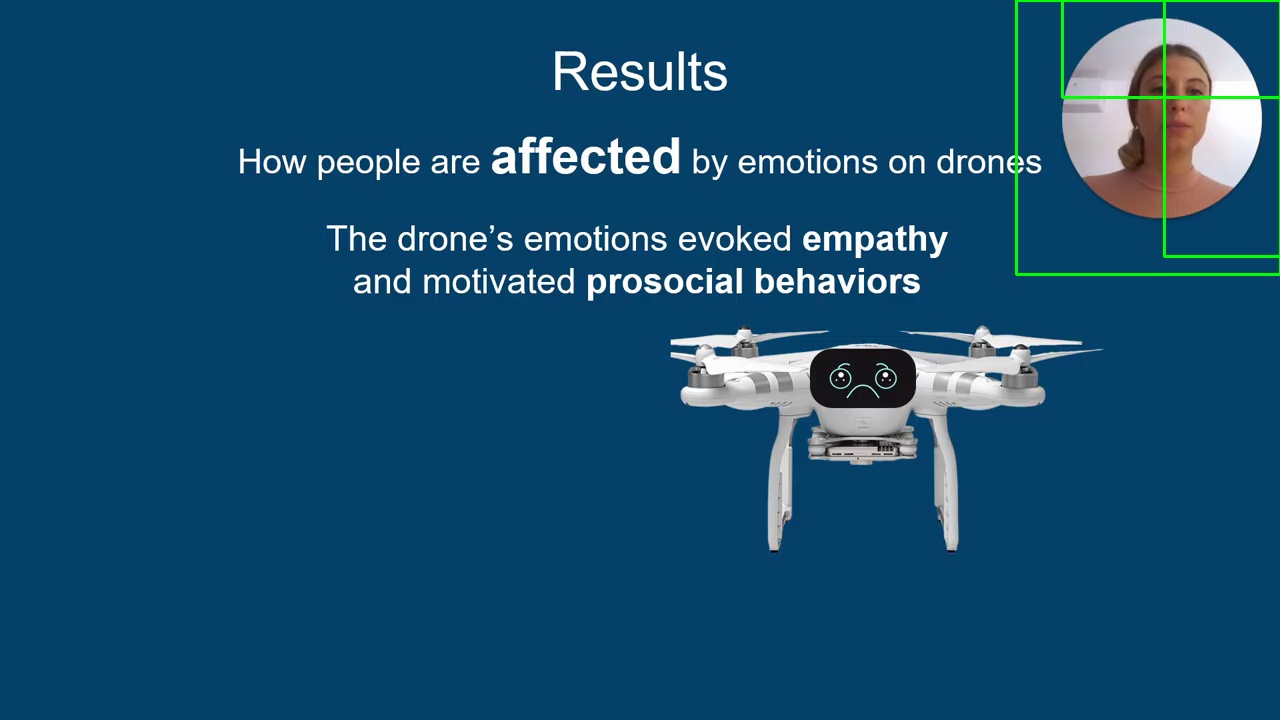 Results
How people are affected by emotions on drones
The drone’s emotions evoked empathy
and motivated prosocial behaviors